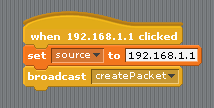 when 192.168.1.1 clicked
set source to 192.168.1.1
broadcast createPacket